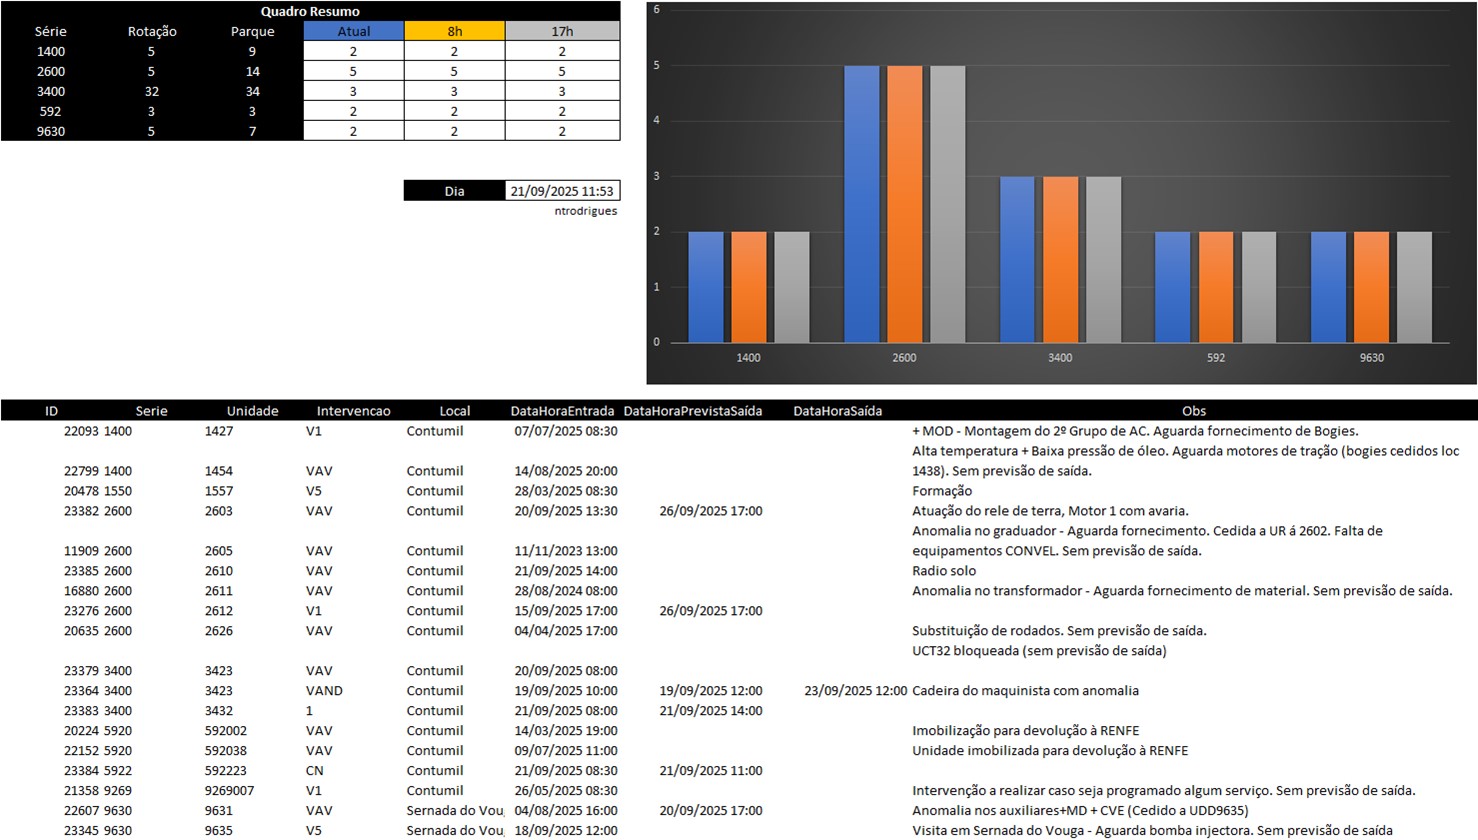 Quadro Resumo
Série Rotação Parque Atual 8h 17h
1400 5 9 2 2 2
2600 5 14 5 5 5
3400 32 34 3 3 3
592 3 3 2 2 2
9630 5 7 2 2 2
Dia 21/09/2025 11:53
ntrodrigues
6
5
4
3
2
1
0
1400 2600 3400 592 9630
ID Serie Unidade Intervencao Local DataHoraEntrada DataHoraPrevistaSaída DataHoraSaída Obs
22093 1400 1427 V1 Contumil 07/07/2025 08:30 + MOD - Montagem do 2º Grupo de AC. Aguarda fornecimento de Bogies.
Alta temperatura + Baixa pressão de óleo. Aguarda motores de tração (bogies cedidos loc
22799 1400 1454 VAV Contumil 14/08/2025 20:00 1438). Sem previsão de saída.
20478 1550 1557 V5 Contumil 28/03/2025 08:30 Formação
23382 2600 2603 VAV Contumil 20/09/2025 13:30 26/09/2025 17:00 Atuação do rele de terra, Motor 1 com avaria.
Anomalia no graduador - Aguarda fornecimento. Cedida a UR á 2602. Falta de
11909 2600 2605 VAV Contumil 11/11/2023 13:00 equipamentos CONVEL. Sem previsão de saída.
23385 2600 2610 VAV Contumil 21/09/2025 14:00 Radio solo
16880 2600 2611 VAV Contumil 28/08/2024 08:00 Anomalia no transformador - Aguarda fornecimento de material. Sem previsão de saída.
23276 2600 2612 V1 Contumil 15/09/2025 17:00 26/09/2025 17:00
20635 2600 2626 VAV Contumil 04/04/2025 17:00 Substituição de rodados. Sem previsão de saída.
UCT32 bloqueada (sem previsão de saída)
23379 3400 3423 VAV Contumil 20/09/2025 08:00
23364 3400 3423 VAND Contumil 19/09/2025 10:00 19/09/2025 12:00 23/09/2025 12:00 Cadeira do maquinista com anomalia
23383 3400 3432 1 Contumil 21/09/2025 08:00 21/09/2025 14:00
20224 5920 592002 VAV Contumil 14/03/2025 19:00 Imobilização para devolução à RENFE
22152 5920 592038 VAV Contumil 09/07/2025 11:00 Unidade imobilizada para devolução à RENFE
23384 5922 592223 CN Contumil 21/09/2025 08:30 21/09/2025 11:00
21358 9269 9269007 V1 Contumil 26/05/2025 08:30 Intervenção a realizar caso seja programado algum serviço. Sem previsão de saída.
22607 9630 9631 VAV Sernada do Vou 04/08/2025 16:00 20/09/2025 17:00 Anomalia nos auxiliares+MD + CVE (Cedido a UDD9635)
23345 9630 9635 V5 Sernada do Vou 18/09/2025 12:00 Visita em Sernada do Vouga - Aguarda bomba injectora. Sem previsão de saída